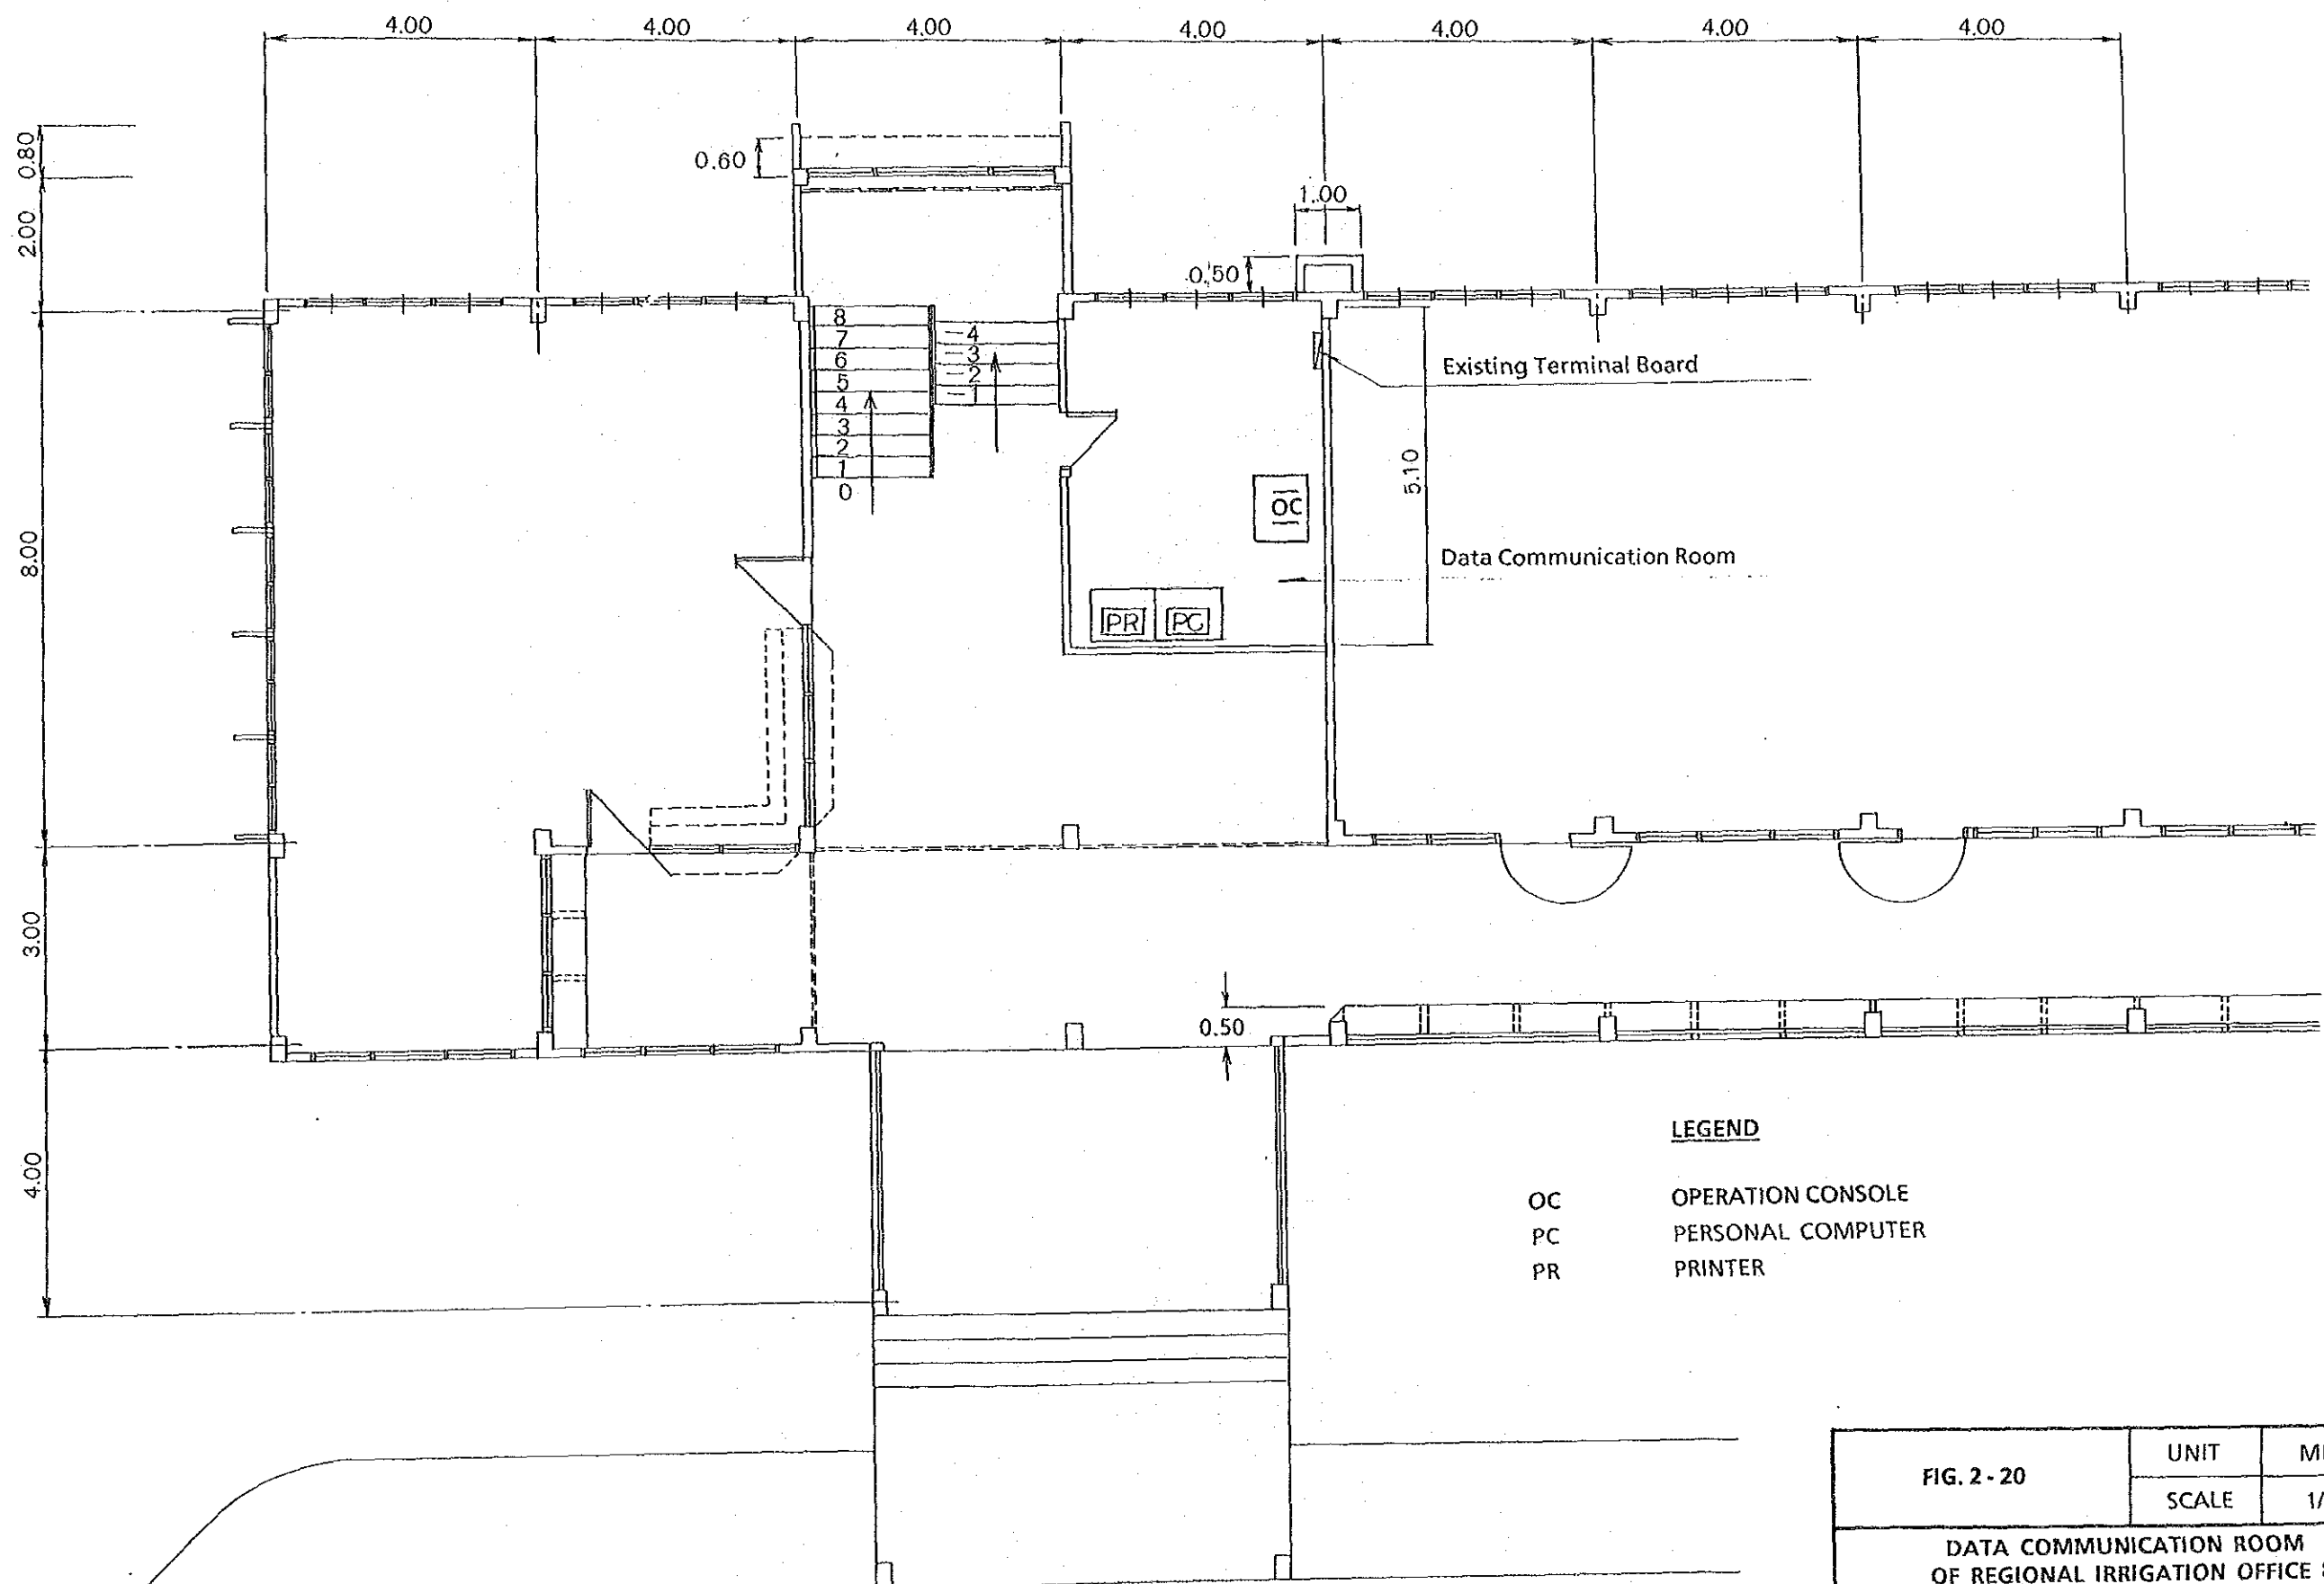 4.00 4.00 4.00 4.00 4.00 4.00 4.00
0.80
0.60
2.00
1.00
0.50
8
7
6
5
4
3
2
1
0
4
3
2
1
Existing Terminal Board
5.10
OC
8.00
Data Communication Room
PR PC
3.00
0.50
4.00
LEGEND
OC OPERATION CONSOLE
PC PERSONAL COMPUTER
PR PRINTER
FIG. 2 - 20
UNIT
SCALE 1/
DATA COMMUNICATION ROOM
OF REGIONAL IRRIGATION OFFICE